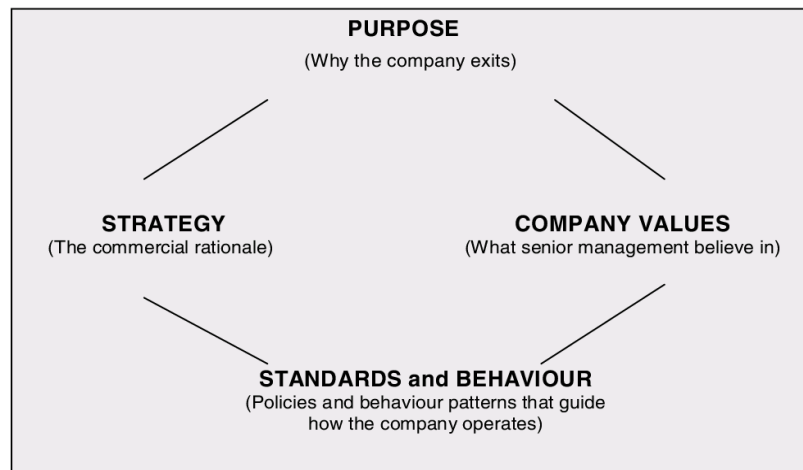 PURPOSE
(Why the company exits)
STRATEGY
(The commercial rationale)
COMPANY VALUES
(What senior management believe in)
STANDARDS and BEHAVIOUR
(Policies and behaviour patterns that guide
how the company operates)